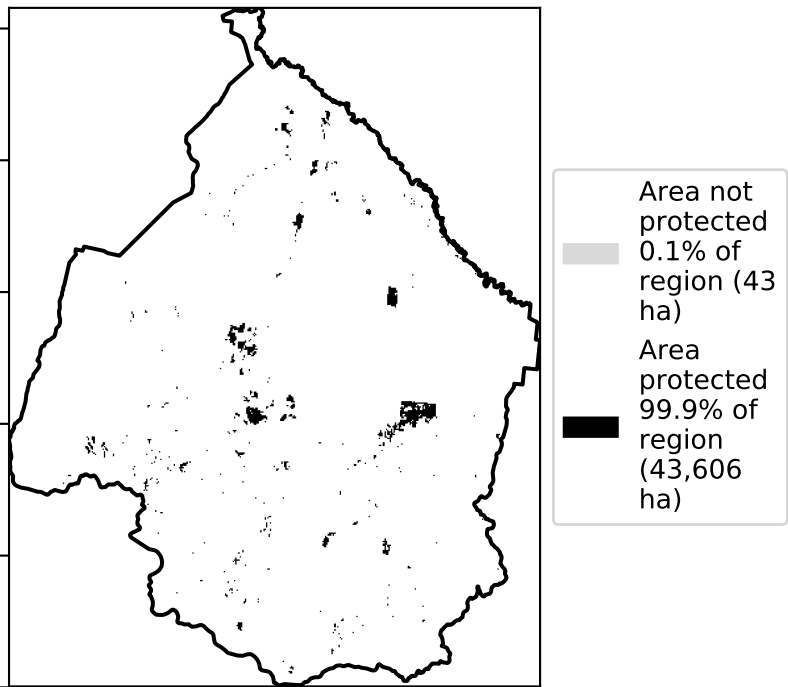 Area not
protected
0.1% of
region (43
ha)
Area
protected
99.9% of
region
(43,606
ha)